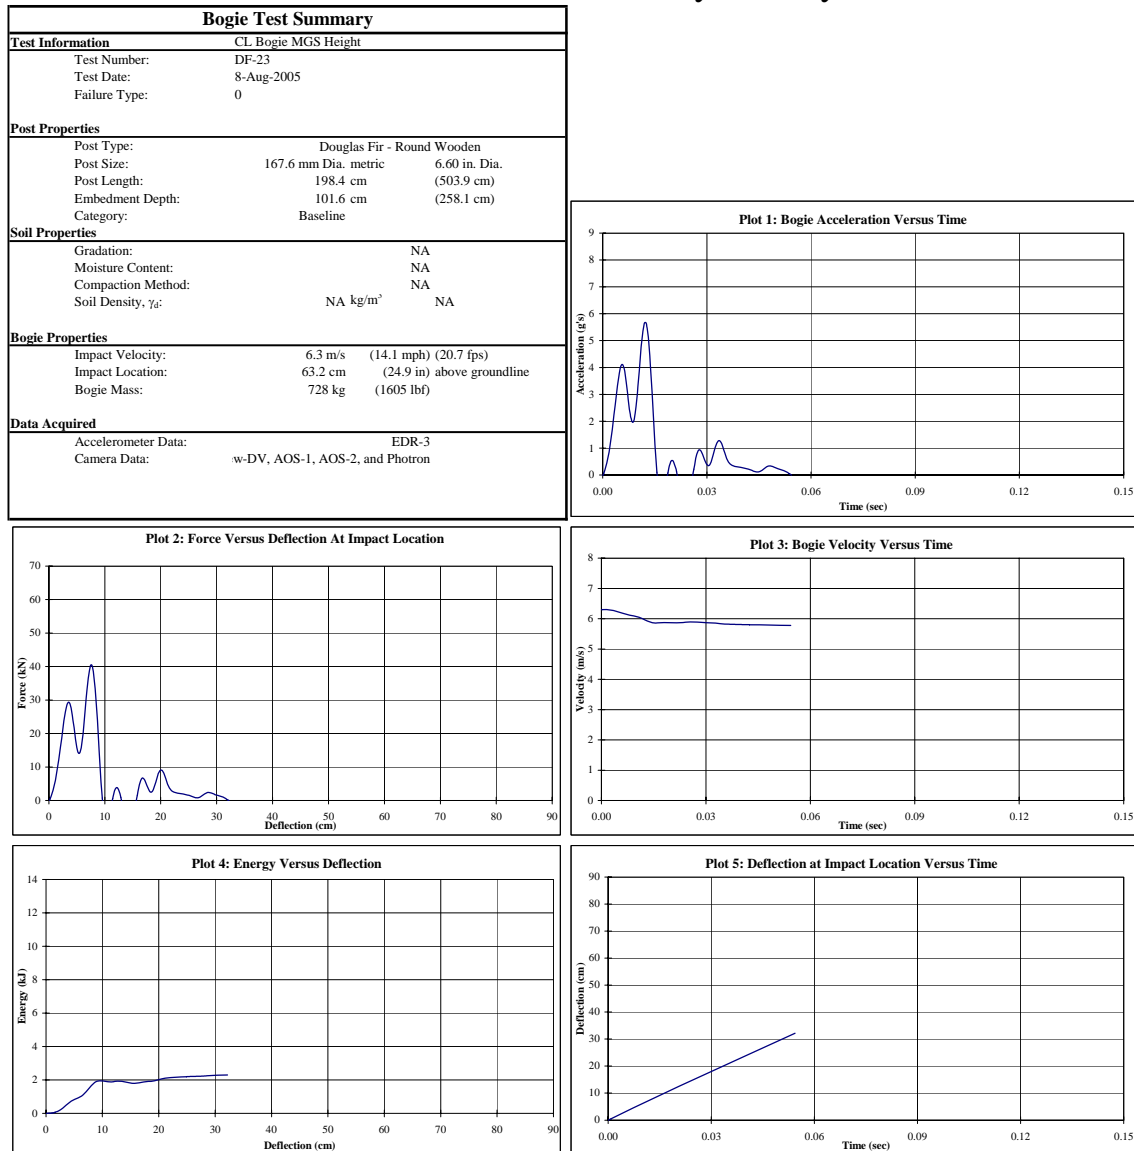 Bogie Test Summary
Test Information CL Bogie MGS Height
Test Number: DF-23
Test Date: 8-Aug-2005
Failure Type: 0
Post Properties
Post Type: Douglas Fir - Round Wooden
Post Size: 167.6 mm Dia. metric 6.60 in. Dia.
Post Length: 198.4 cm (503.9 cm)
Embedment Depth: 101.6 cm (258.1 cm)
Category: Baseline
Soil Properties
Gradation: NA
Moisture Content: NA
Compaction Method: NA
Soil Density, γd: NA kg/m³ NA
Bogie Properties
Impact Velocity: 6.3 m/s (14.1 mph) (20.7 fps)
Impact Location: 63.2 cm (24.9 in) above groundline
Bogie Mass: 728 kg (1605 lbf)
Data Acquired
Accelerometer Data: EDR-3
Camera Data: w-DV, AOS-1, AOS-2, and Photron
Plot 1: Bogie Acceleration Versus Time
Acceleration (g's)
9
8
7
6
5
4
3
2
1
0
0.00 0.03 0.06 0.09 0.12 0.15
Time (sec)
Plot 2: Force Versus Deflection At Impact Location
Force (kN)
70
60
50
40
30
20
10
0
0 10 20 30 40 50 60 70 80 90
Deflection (cm)
Plot 3: Bogie Velocity Versus Time
Velocity (m/s)
8
7
6
5
4
3
2
1
0
0.00 0.03 0.06 0.09 0.12 0.15
Time (sec)
Plot 4: Energy Versus Deflection
Energy (kJ)
14
12
10
8
6
4
2
0
0 10 20 30 40 50 60 70 80 90
Deflection (cm)
Plot 5: Deflection at Impact Location Versus Time
Deflection (cm)
90
80
70
60
50
40
30
20
10
0
0.00 0.03 0.06 0.09 0.12 0.15
Time (sec)